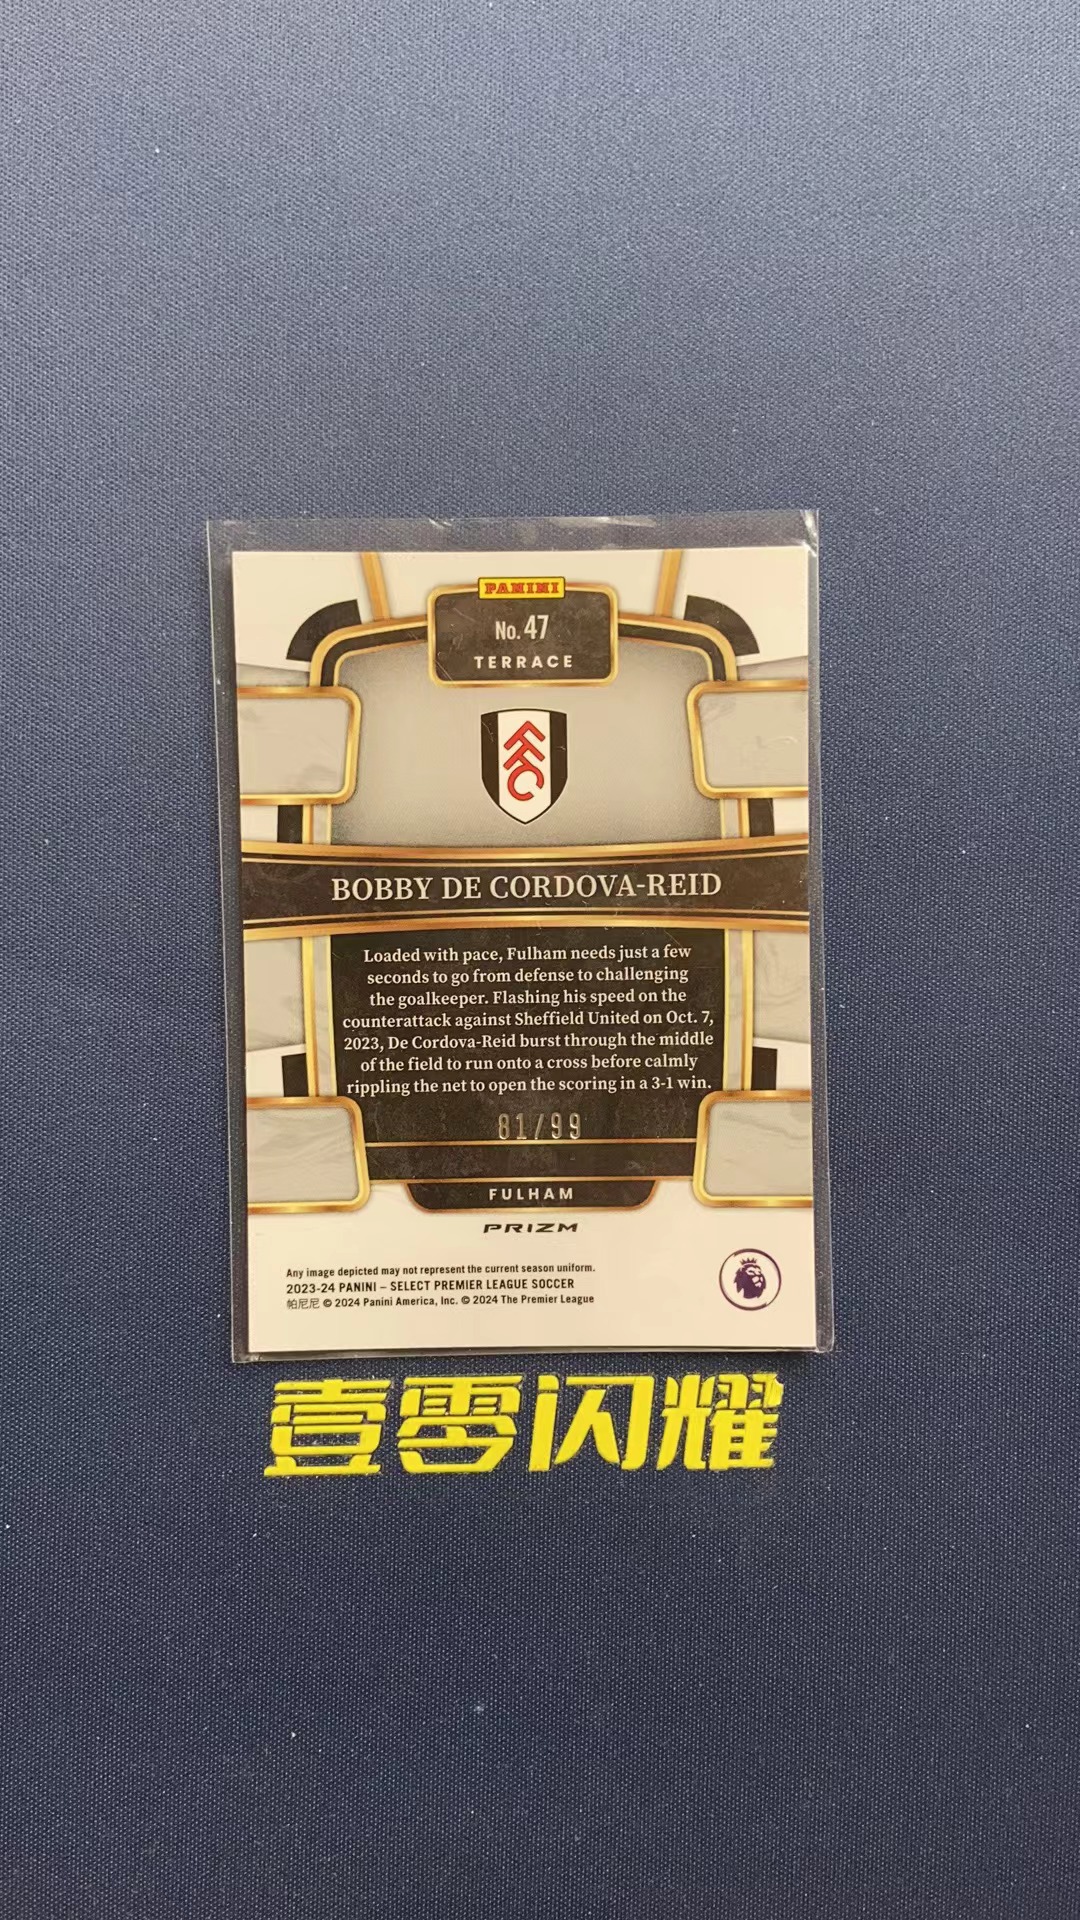 PANINI
No. 47
TERRACE
FFC
BOBBY DE CORDOVA-REID
Loaded with pace, Fulham needs just a few
seconds to go from defense to challenging
the goalkeeper. Flashing his speed on the
counterattack against Sheffield United on Oct. 7,
2023, De Cordova-Reid burst through the middle
of the field to run onto a cross before calmly
rippling the net to open the scoring in a 3-1 win.
81/99
FULHAM
PRIZM
Any image depicted may not represent the current season uniform.
2023-24 PANINI – SELECT PREMIER LEAGUE SOCCER
帕尼尼 © 2024 Panini America, Inc. © 2024 The Premier League
壹零闪耀